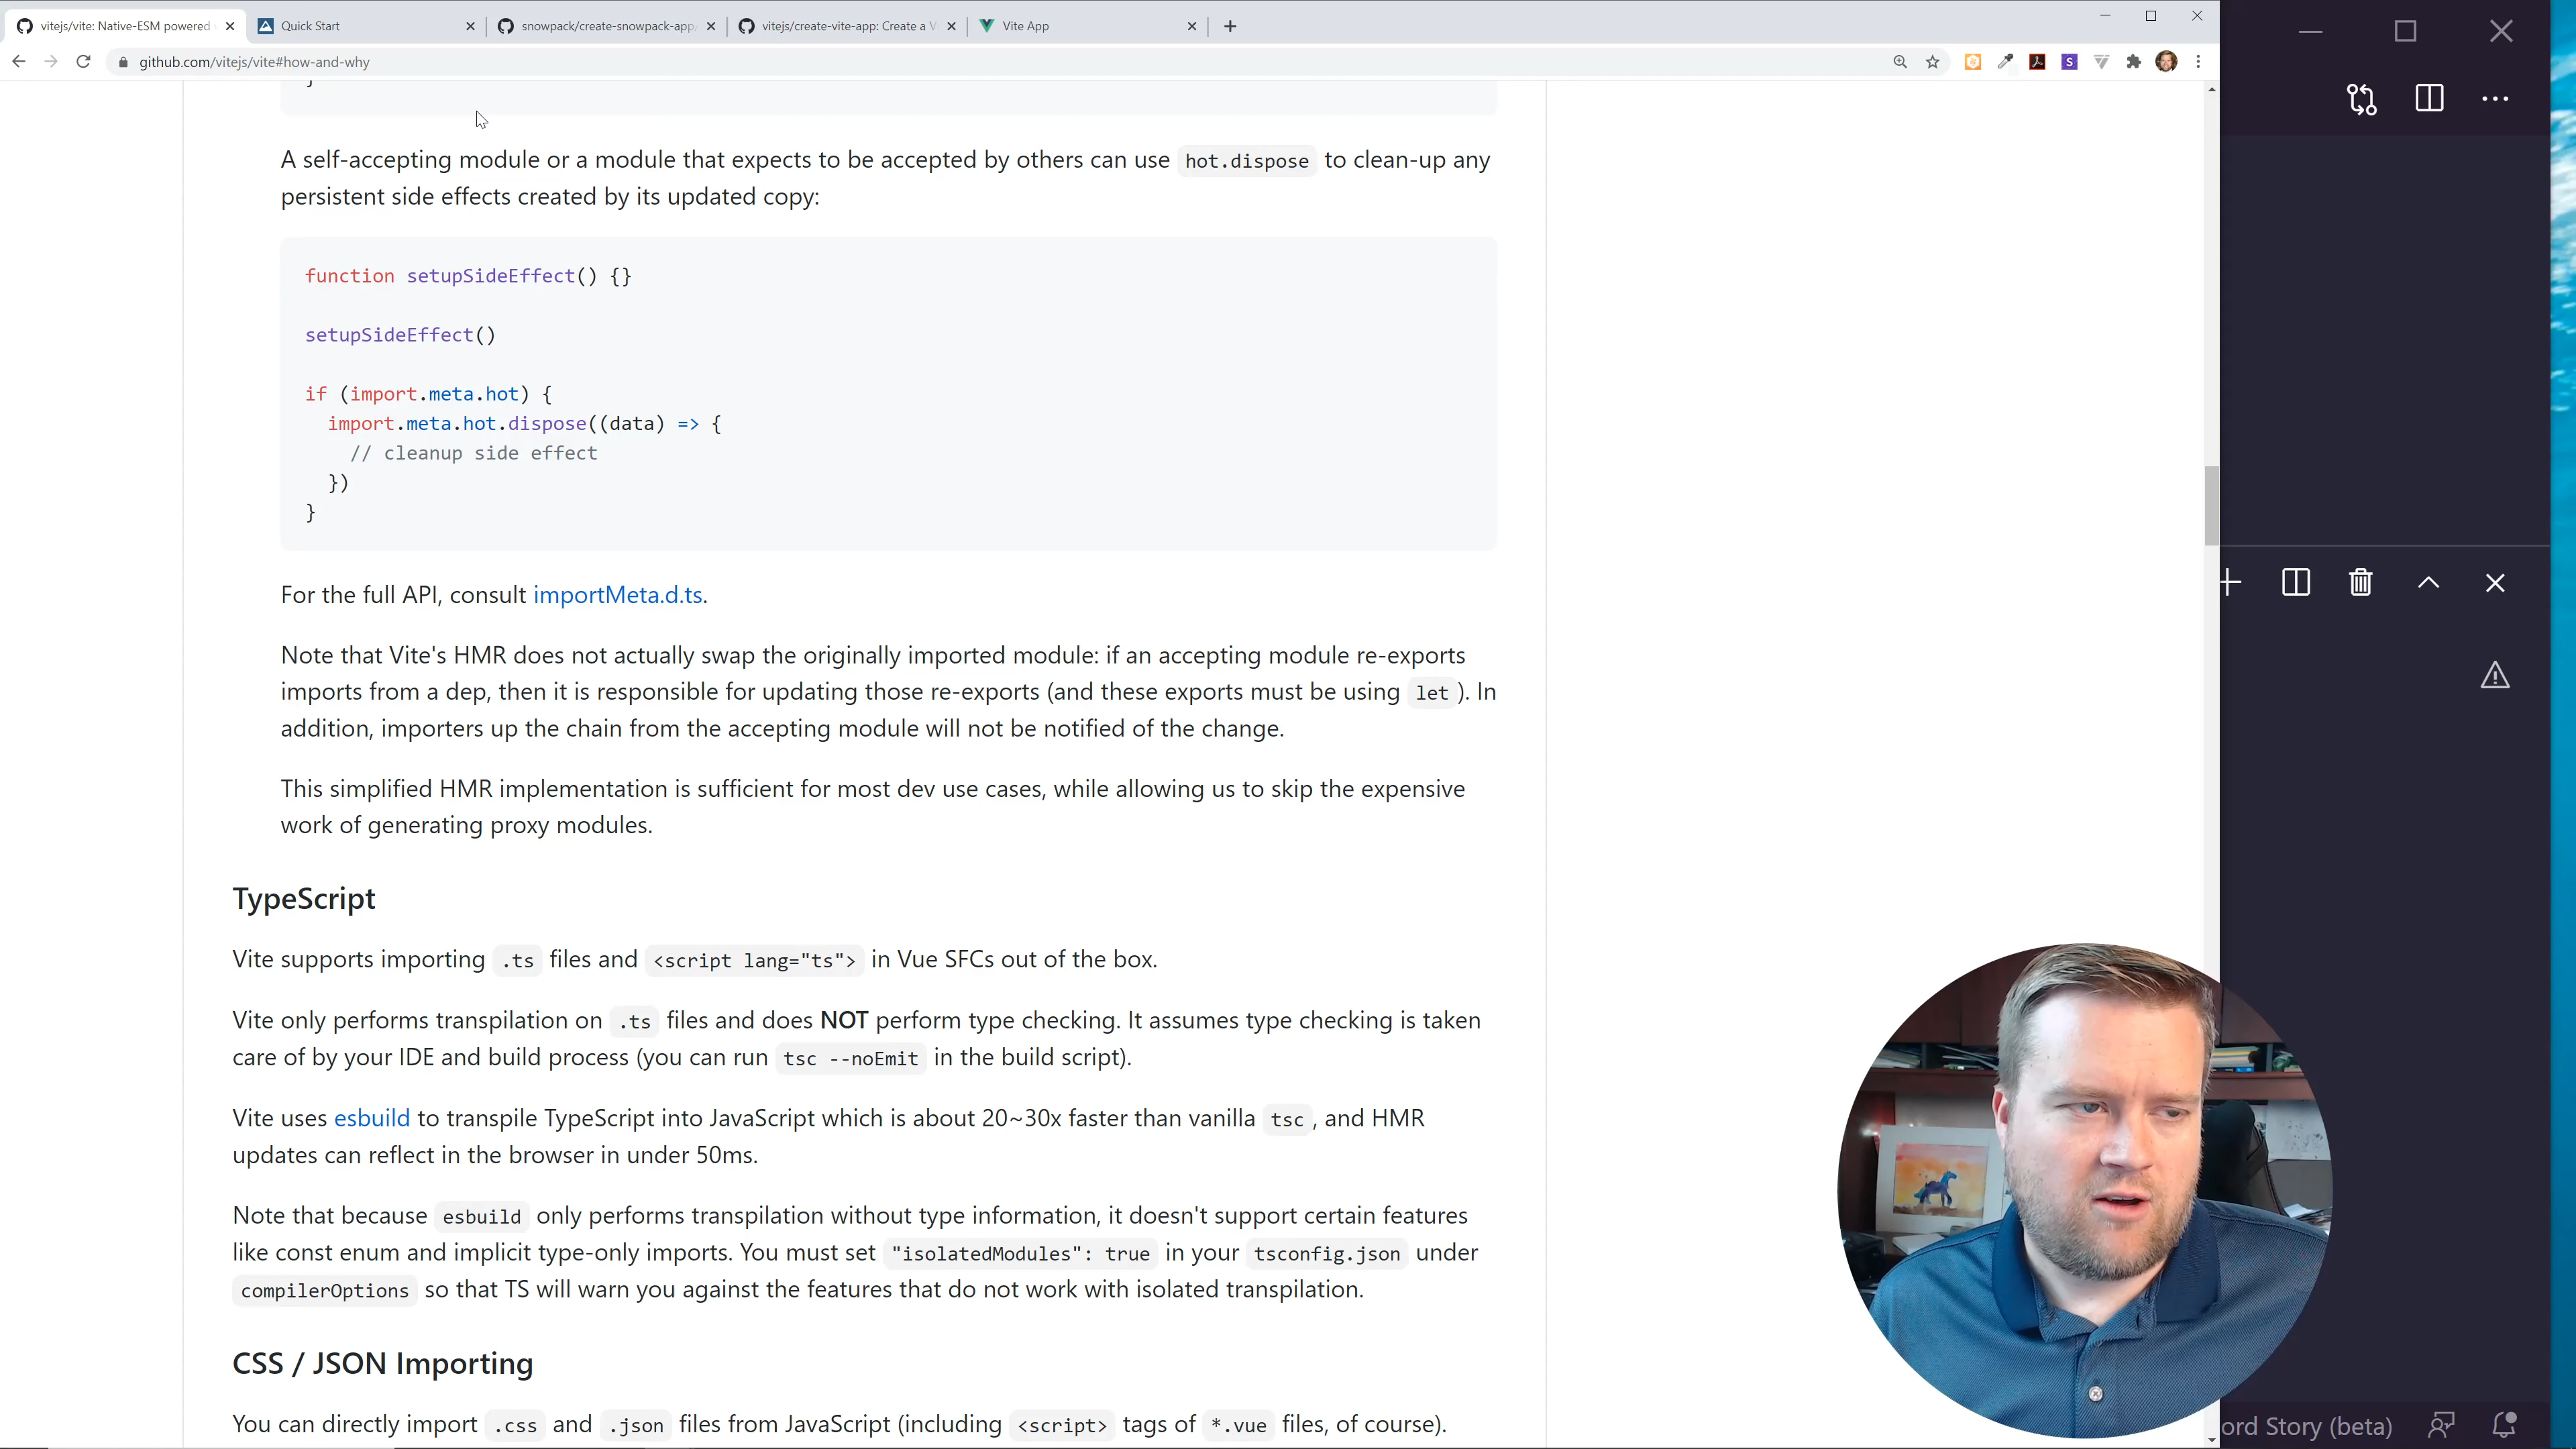 vitejs/vite: Native-ESM powered
Quick Start
snowpack/create-snowpack-app/
vitejs/create-vite-app: Create a V
Vite App
github.com/vitejs/vite#how-and-why
}
A self-accepting module or a module that expects to be accepted by others can use hot.dispose to clean-up any
persistent side effects created by its updated copy:
function setupSideEffect() {}
setupSideEffect()
if (import.meta.hot) {
import.meta.hot.dispose((data) => {
// cleanup side effect
})
}
For the full API, consult importMeta.d.ts.
Note that Vite's HMR does not actually swap the originally imported module: if an accepting module re-exports
imports from a dep, then it is responsible for updating those re-exports (and these exports must be using let ). In
addition, importers up the chain from the accepting module will not be notified of the change.
This simplified HMR implementation is sufficient for most dev use cases, while allowing us to skip the expensive
work of generating proxy modules.
TypeScript
Vite supports importing .ts files and <script lang="ts"> in Vue SFCs out of the box.
Vite only performs transpilation on .ts files and does NOT perform type checking. It assumes type checking is taken
care of by your IDE and build process (you can run tsc --noEmit in the build script).
Vite uses esbuild to transpile TypeScript into JavaScript which is about 20~30x faster than vanilla tsc , and HMR
updates can reflect in the browser in under 50ms.
Note that because esbuild only performs transpilation without type information, it doesn't support certain features
like const enum and implicit type-only imports. You must set "isolatedModules": true in your tsconfig.json under
compilerOptions so that TS will warn you against the features that do not work with isolated transpilation.
CSS / JSON Importing
You can directly import .css and .json files from JavaScript (including <script> tags of *.vue files, of course).
ord Story (beta)